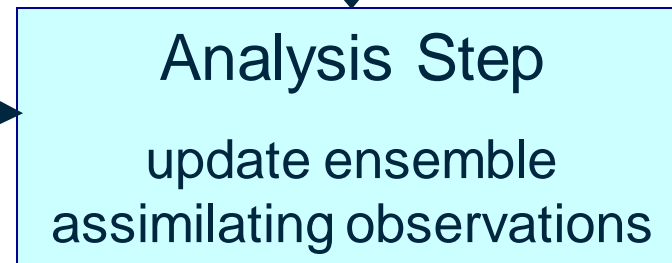 Analysis Step
update ensemble
assimilating observations